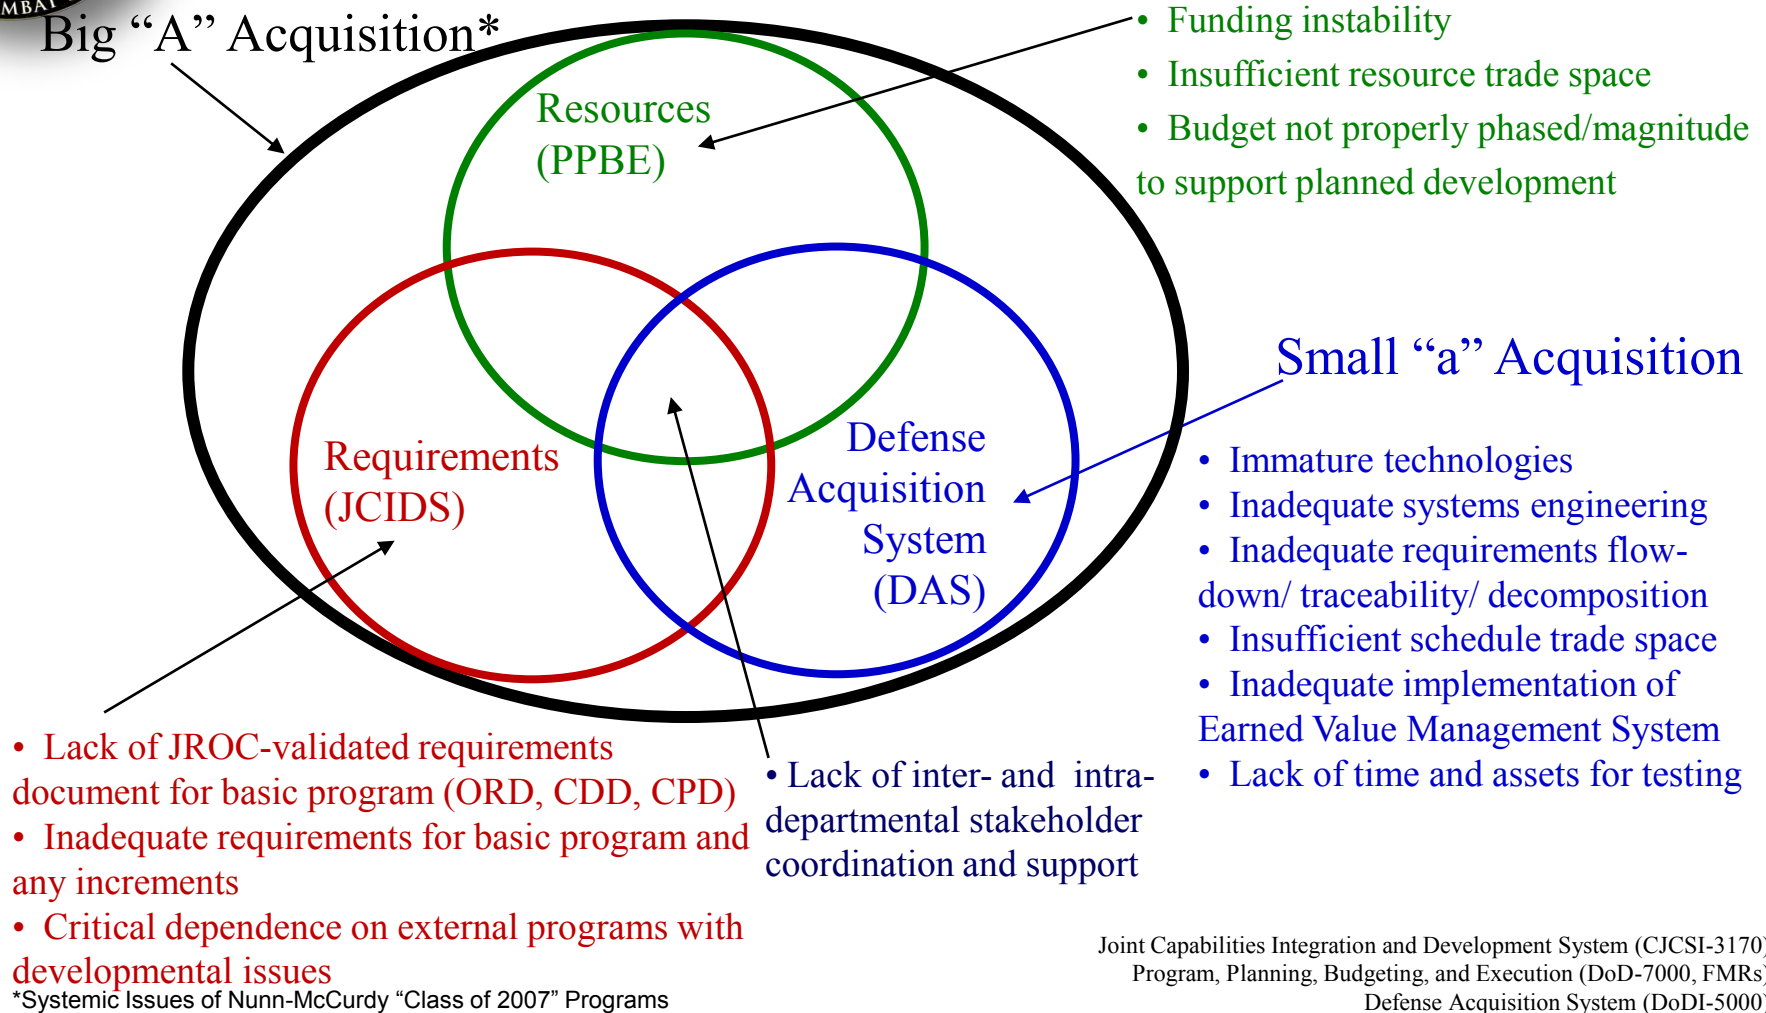 Big “A” Acquisition*
• Funding instability
• Insufficient resource trade space
• Budget not properly phased/magnitude
to support planned development
Resources
(PPBE)
Small “a” Acquisition
Requirements
(JCIDS)
Defense
Acquisition
System
(DAS)
• Immature technologies
• Inadequate systems engineering
• Inadequate requirements flow-
down/ traceability/ decomposition
• Insufficient schedule trade space
• Inadequate implementation of
Earned Value Management System
• Lack of time and assets for testing
• Lack of JROC-validated requirements
document for basic program (ORD, CDD, CPD)
• Inadequate requirements for basic program and
any increments
• Critical dependence on external programs with
developmental issues
• Lack of inter- and intra-
departmental stakeholder
coordination and support
*Systemic Issues of Nunn-McCurdy “Class of 2007” Programs
Joint Capabilities Integration and Development System (CJCSI-3170)
Program, Planning, Budgeting, and Execution (DoD-7000, FMRs)
Defense Acquisition System (DoDI-5000)